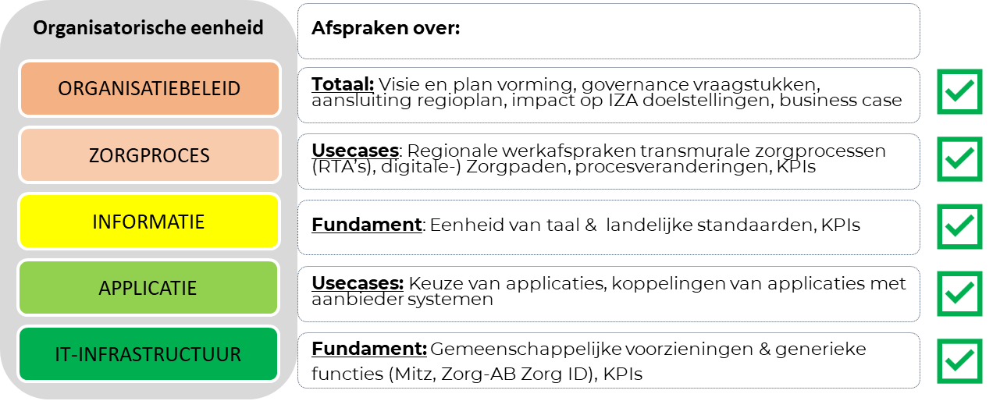 Organisatorische eenheid
Afspraken over:
ORGANISATIEBELEID
Totaal: Visie en plan vorming, governance vraagstukken,
aansluiting regioplan, impact op IZA doelstellingen, business case
ZORGPROCES
Usecases: Regionale werkafspraken transmurale zorgprocessen
(RTA's), digitale-) Zorgpaden, procesveranderingen, KPIs
INFORMATIE
Fundament: Eenheid van taal & landelijke standaarden, KPIs
APPLICATIE
Usecases: Keuze van applicaties, koppelingen van applicaties met
aanbieder systemen
IT-INFRASTRUCTUUR
Fundament: Gemeenschappelijke voorzieningen & generieke
functies (Mitz, Zorg-AB Zorg ID), KPIs